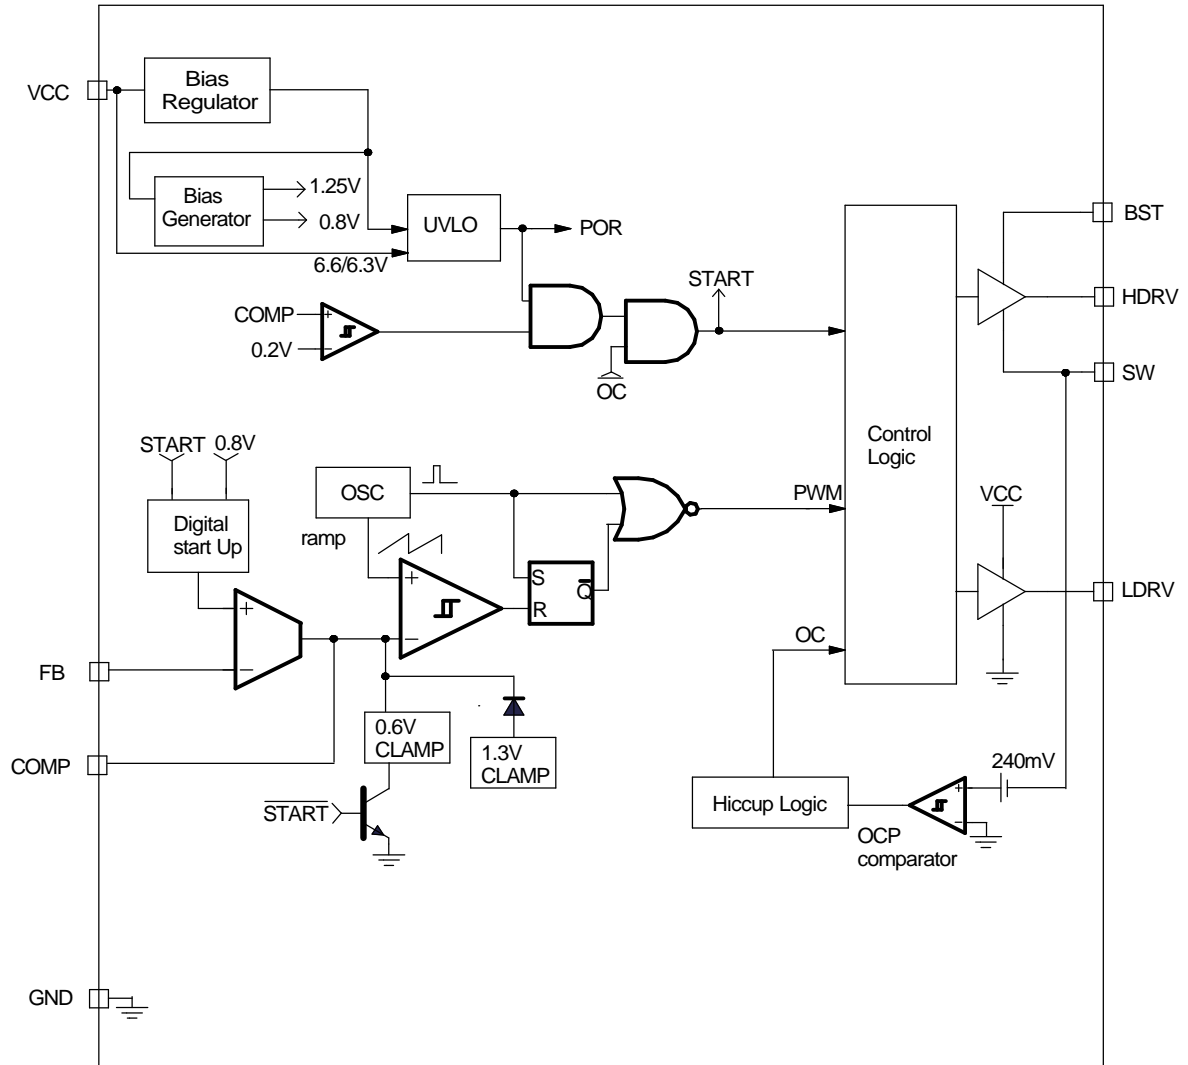 VCC
Bias
Regulator
Bias
Generator
1.25V
0.8V
UVLO
POR
6.6/6.3V
BST
START
HDRV
COMP
+
0.2V
−
OC
SW
Control
Logic
START 0.8V
OSC
PWM
VCC
Digital
start Up
ramp
+
S
Q
R
LDRV
+
−
−
OC
FB
0.6V
CLAMP
1.3V
CLAMP
COMP
240mV
START
Hiccup Logic
+
−
OCP
comparator
GND